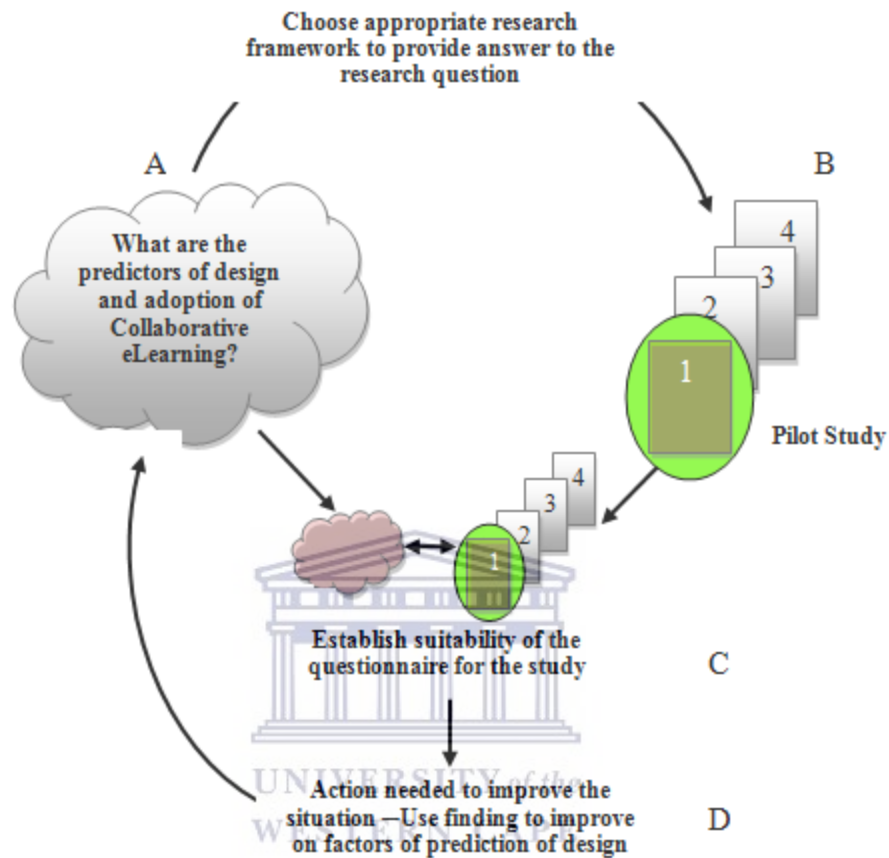 Choose appropriate research
framework to provide answer to the
research question
A
B
What are the
predictors of design
and adoption of
Collaborative
eLearning?
4
3
2
1
Pilot Study
4
3
2
1
Establish suitability of the
questionnaire for the study
C
UNIVERSITY of the
Action needed to improve the
situation —Use finding to improve
on factors of prediction of design
WESTERN CAPE
D